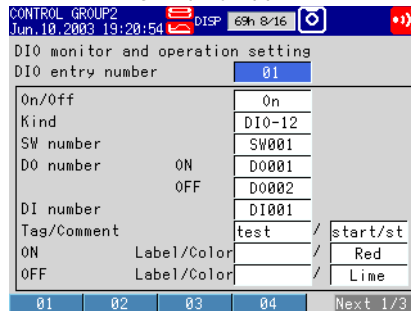 CONTROL GROUP2 DISP 69h 8/16
Jun.10.2003 19:20:54
DIO monitor and operation setting
DIO entry number 01
On/Off On
Kind DIO-12
SW number SW001
DO number ON DO001
OFF DO002
DI number DI001
Tag/Comment test / start/st
ON Label/Color / Red
OFF Label/Color / Lime
01 02 03 04 Next 1/3